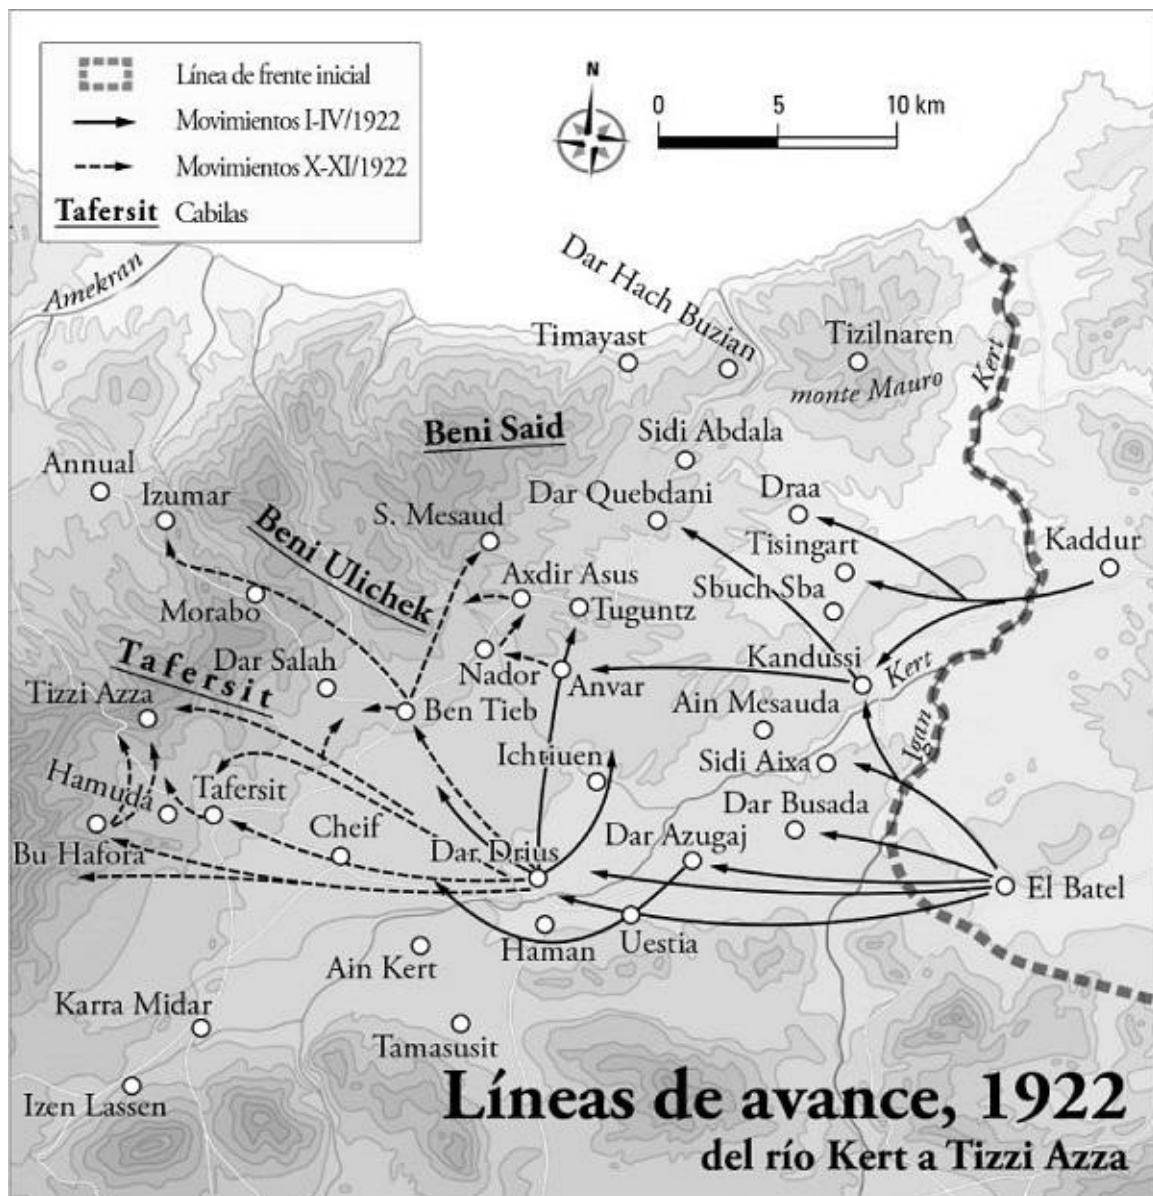 Línea de frente inicial
Movimientos I-IV/1922
Movimientos X-XI/1922
Tafersit Cabilas
N
0 5 10 km
Amekran
Dar Hach Buzian
Timayast
Tizilnaren
Kert
monte Mauro
Beni Said
Sidi Abdala
Annual
Izumar
Dar Quebdani
Draa
S. Mesaud
Beni Ulichek
Tisingart
Kaddur
Axdir Asus
Sbuch Sba
Morabo
Tuguntz
Tafersit
Dar Salah
Nador
Kandussi
Kert
Tizzi Azza
Anvar
Ben Tieb
Ain Mesauda
Igan
Ichtiuen
Sidi Aixa
Hamuda
Tafersit
Dar Busada
Cheif
Dar Drius
Dar Azugaj
Bu Hafora
El Batel
Haman
Uestia
Ain Kert
Karra Midar
Tamasusit
Izen Lassen
Líneas de avance, 1922
del río Kert a Tizzi Azza